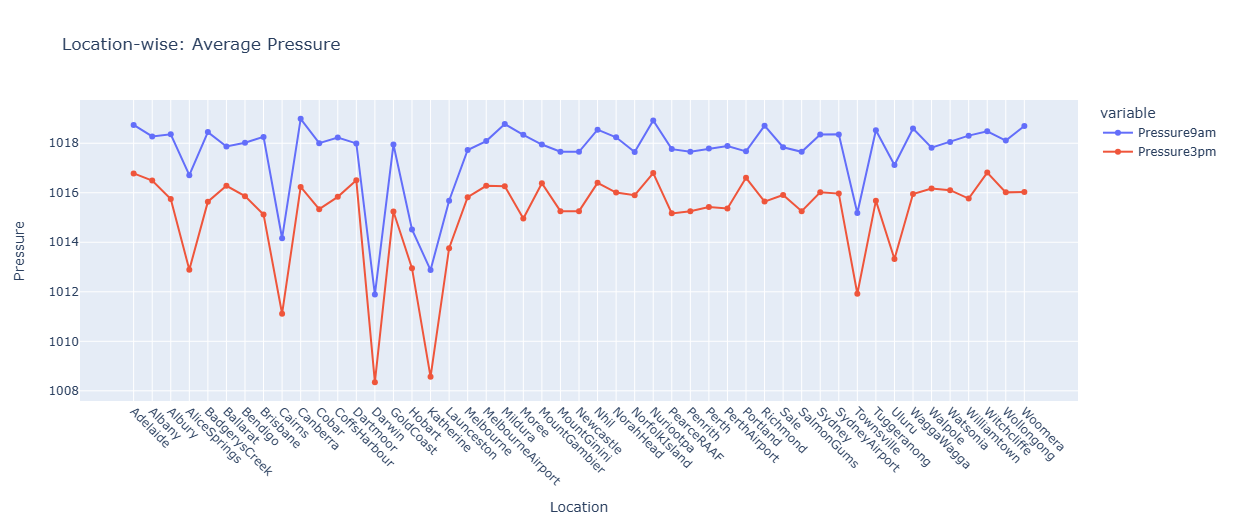 Location-wise: Average Pressure
variable
Pressure9am
Pressure3pm
Pressure
1018
1016
1014
1012
1010
1008
Adelaide
Albany
Albury
AliceSprings
BadgerysCreek
Ballarat
Bendigo
Brisbane
Cairns
Canberra
Cobar
CoffsHarbour
Dartmoor
Darwin
GoldCoast
Hobart
Katherine
Launceston
Melbourne
MelbourneAirport
Mildura
Moree
MountGambier
MountGinini
Newcastle
Nhil
NorahHead
NorfolkIsland
Nuriootpa
PearceRAAF
Penrith
Perth
PerthAirport
Portland
Richmond
Sale
SalmonGums
Sydney
SydneyAirport
Townsville
Tuggeranong
Uluru
WaggaWagga
Walpole
Watsonia
Williamtown
Witchcliffe
Wollongong
Woomera
Location